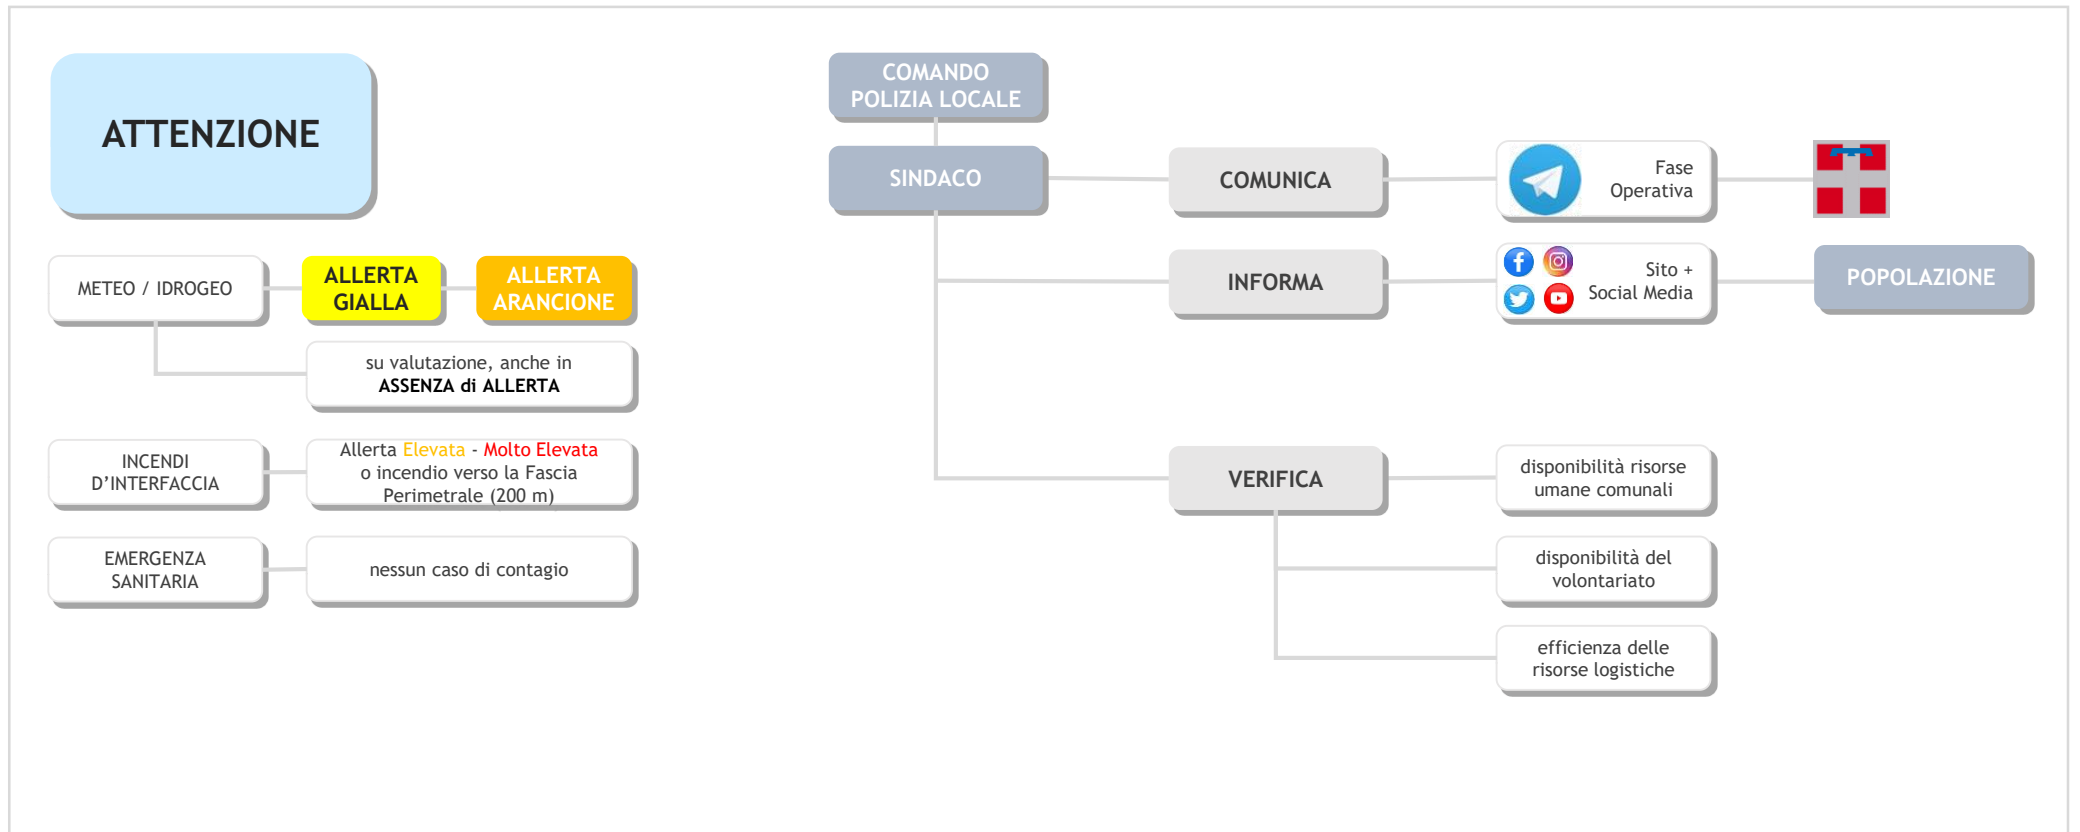 ATTENZIONE
METEO / IDROGEO
ALLERTA
GIALLA
ALLERTA
ARANCIONE
su valutazione, anche in
ASSENZA di ALLERTA
INCENDI
D'INTERFACCIA
Allerta Elevata - Molto Elevata
o incendio verso la Fascia
Perimetrale (200 m)
EMERGENZA
SANITARIA
nessun caso di contagio
COMANDO
POLIZIA LOCALE
SINDACO
COMUNICA
Fase
Operativa
INFORMA
Sito +
Social Media
POPOLAZIONE
VERIFICA
disponibilità risorse
umane comunali
disponibilità del
volontariato
efficienza delle
risorse logistiche